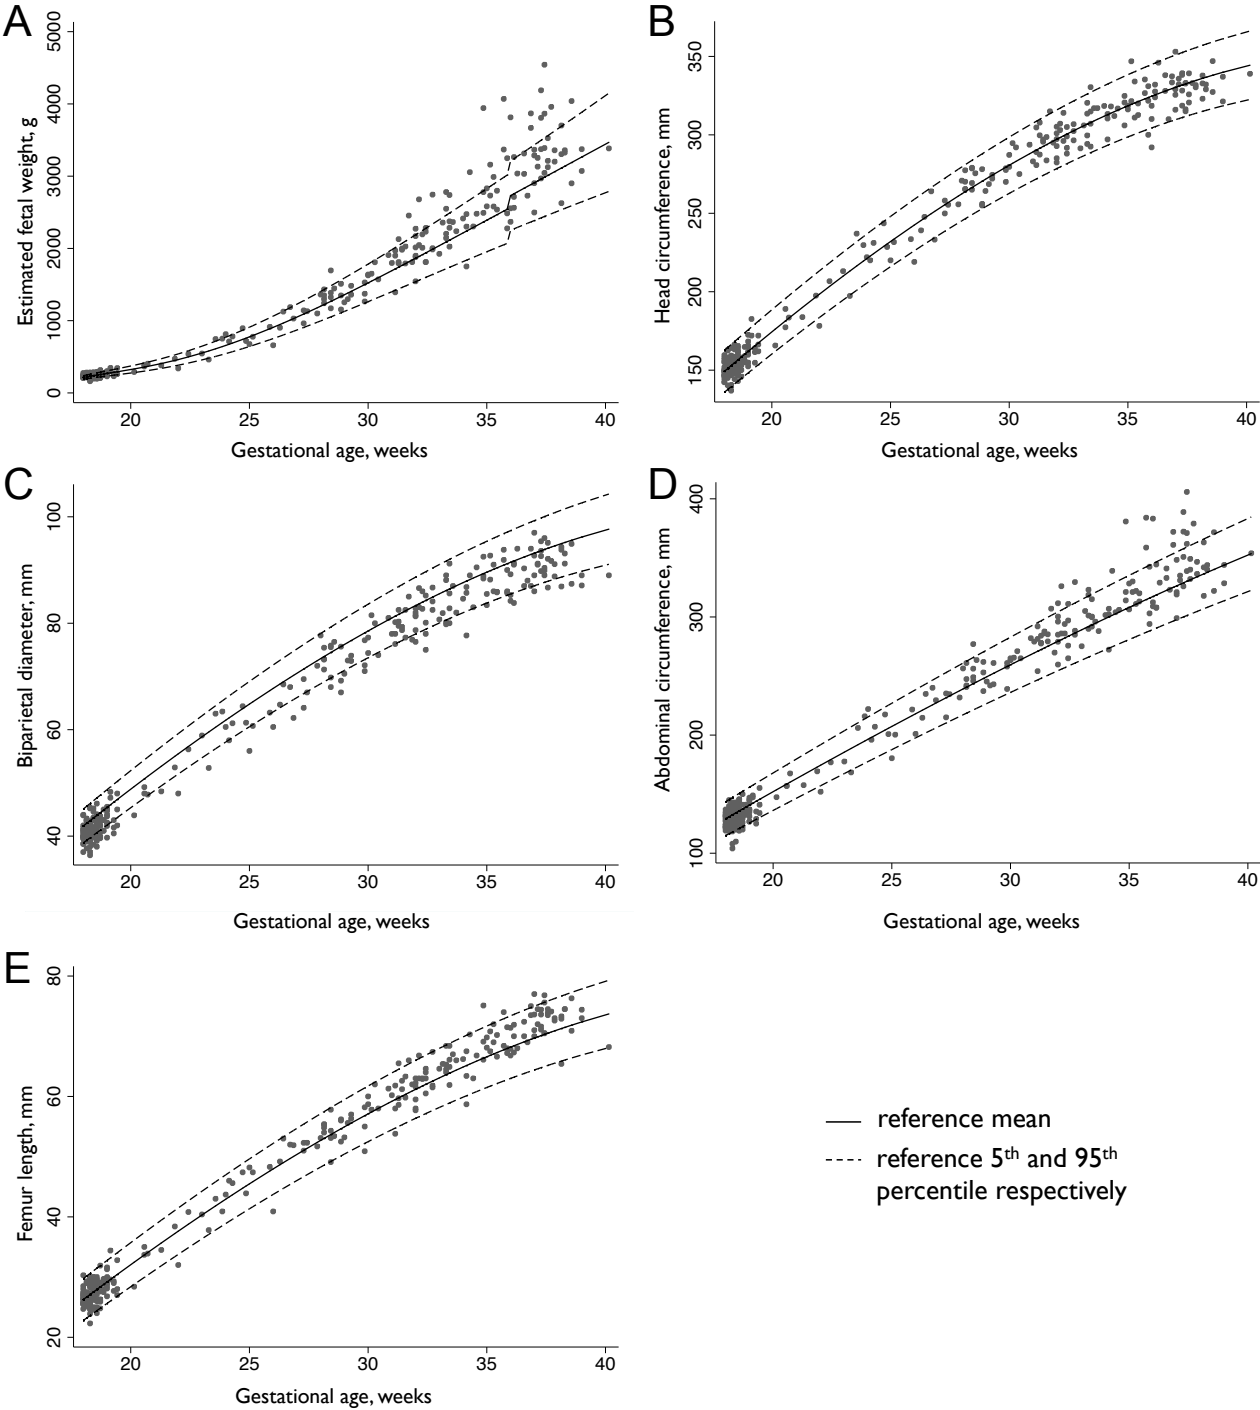 A
B
5000
4000
3000
2000
1000
0
Estimated fetal weight, g
20 25 30 35 40
Gestational age, weeks
350
300
250
200
150
Head circumference, mm
20 25 30 35 40
Gestational age, weeks
C
D
100
80
60
40
Biparietal diameter, mm
20 25 30 35 40
Gestational age, weeks
400
300
200
100
Abdominal circumference, mm
20 25 30 35 40
Gestational age, weeks
E
80
60
40
20
Femur length, mm
20 25 30 35 40
Gestational age, weeks
reference mean
reference 5th and 95th
percentile respectively